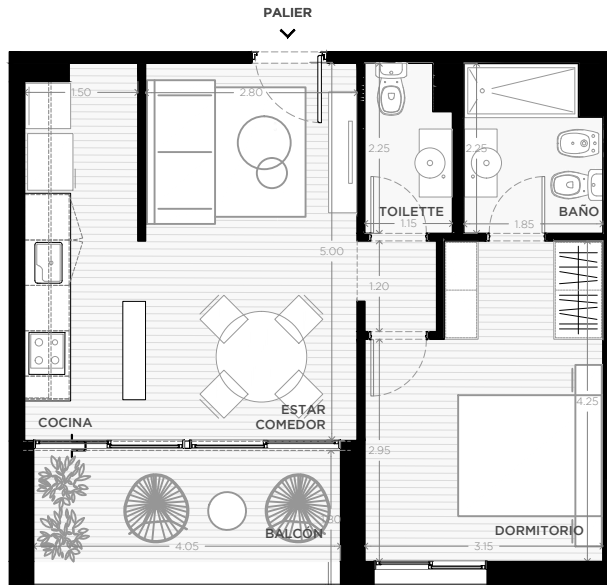 PALIER
1.50
2.80
2.25
2.25
TOILETTE
BAÑO
1.15
1.85
5.00
1.20
4.25
ESTAR
COCINA
COMEDOR
2.95
BALCÓN
DORMITORIO
4.05
3.15